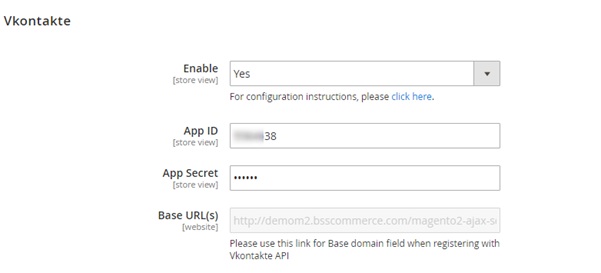 Vkontakte
Enable
[store view]
Yes
For configuration instructions, please click here.
App ID
[store view]
38
App Secret
[store view]
••••••
Base URL(s)
[website]
http://demom2.bsscommerce.com/magento2-ajax-s
Please use this link for Base domain field when registering with
Vkontakte API